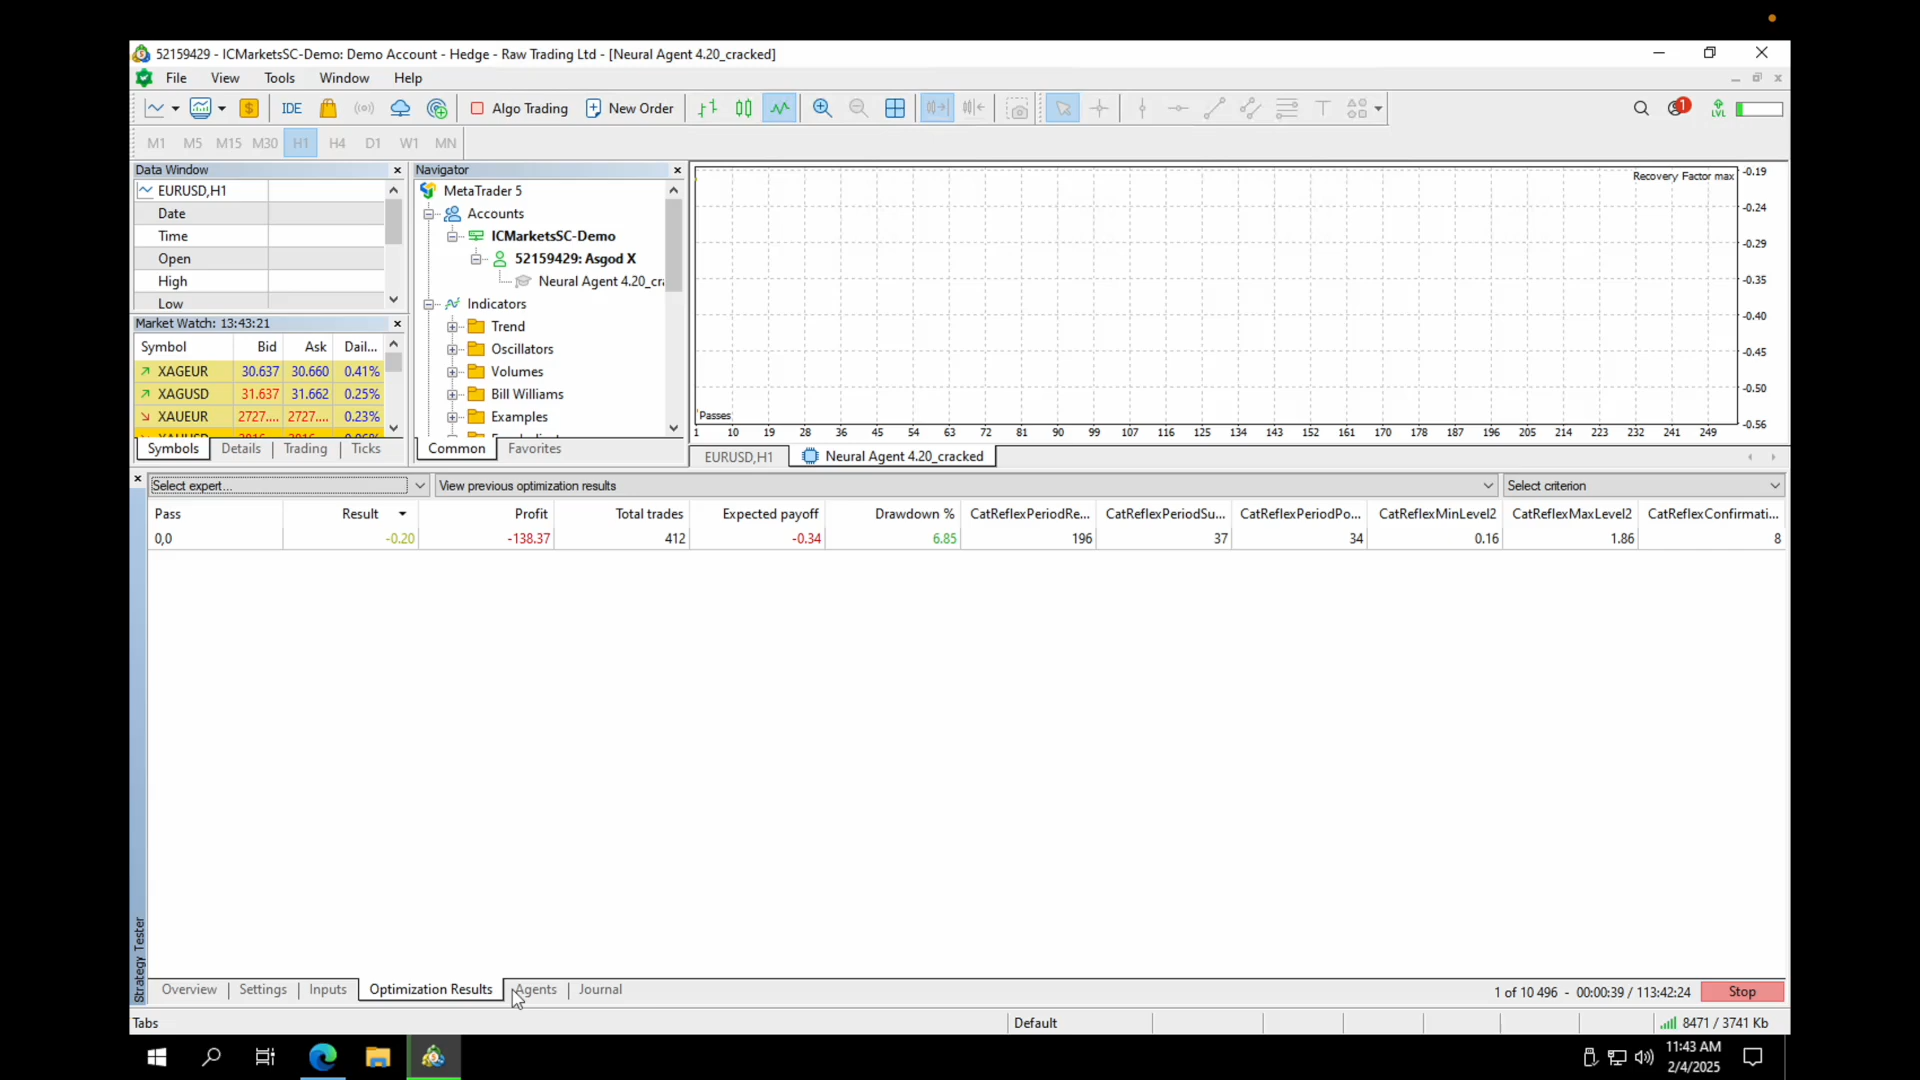 52159429 - ICMarketsSC-Demo: Demo Account - Hedge - Raw Trading Ltd - [Neural Agent 4.20_cracked]
File View Tools Window Help
IDE Algo Trading New Order 1 LVL
M1 M5 M15 M30 H1 H4 D1 W1 MN
Data Window
EURUSD,H1
Date
Time
Open
High
Low
Market Watch: 13:43:21
Symbol Bid Ask Dail...
XAGEUR 30.637 30.660 0.41%
XAGUSD 31.637 31.662 0.25%
XAUEUR 2727.... 2727.... 0.23%
Symbols Details Trading Ticks
Navigator
MetaTrader 5
Accounts
ICMarketsSC-Demo
52159429: Asgod X
Neural Agent 4.20_cra
Indicators
Trend
Oscillators
Volumes
Bill Williams
Examples
Common Favorites
Recovery Factor max
-0.19
-0.24
-0.29
-0.35
-0.40
-0.45
-0.50
-0.56
Passes
1 10 19 28 36 45 54 63 72 81 90 99 107 116 125 134 143 152 161 170 178 187 196 205 214 223 232 241 249
EURUSD,H1 Neural Agent 4.20_cracked
Select expert... View previous optimization results Select criterion
Pass Result Profit Total trades Expected payoff Drawdown % CatReflexPeriodRe... CatReflexPeriodSu... CatReflexPeriodPo... CatReflexMinLevel2 CatReflexMaxLevel2 CatReflexConfirmati...
0,0 -0.20 -138.37 412 -0.34 6.85 196 37 34 0.16 1.86 8
Strategy Tester
Overview Settings Inputs Optimization Results Agents Journal
1 of 10 496 - 00:00:39 / 113:42:24 Stop
Tabs Default 8471 / 3741 Kb
11:43 AM
2/4/2025